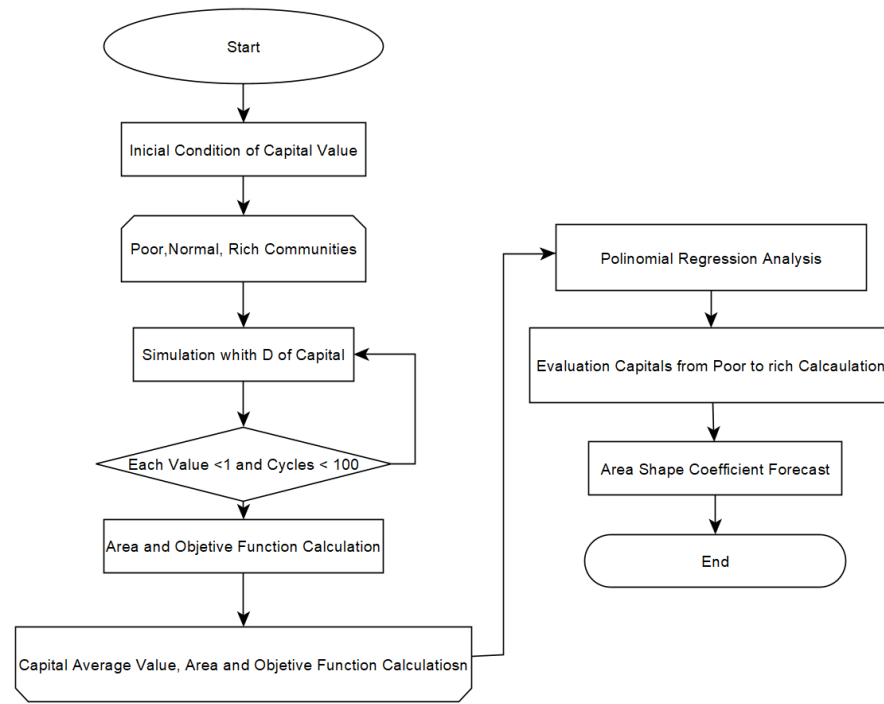 Start
Inicial Condition of Capital Value
Poor,Normal, Rich Communities
Simulation whith D of Capital
Each Value <1 and Cycles < 100
Area and Objetive Function Calculation
Capital Average Value, Area and Objetive Function Calculatiosn
Polinomial Regression Analysis
Evaluation Capitals from Poor to rich Calcaulation
Area Shape Coefficient Forecast
End